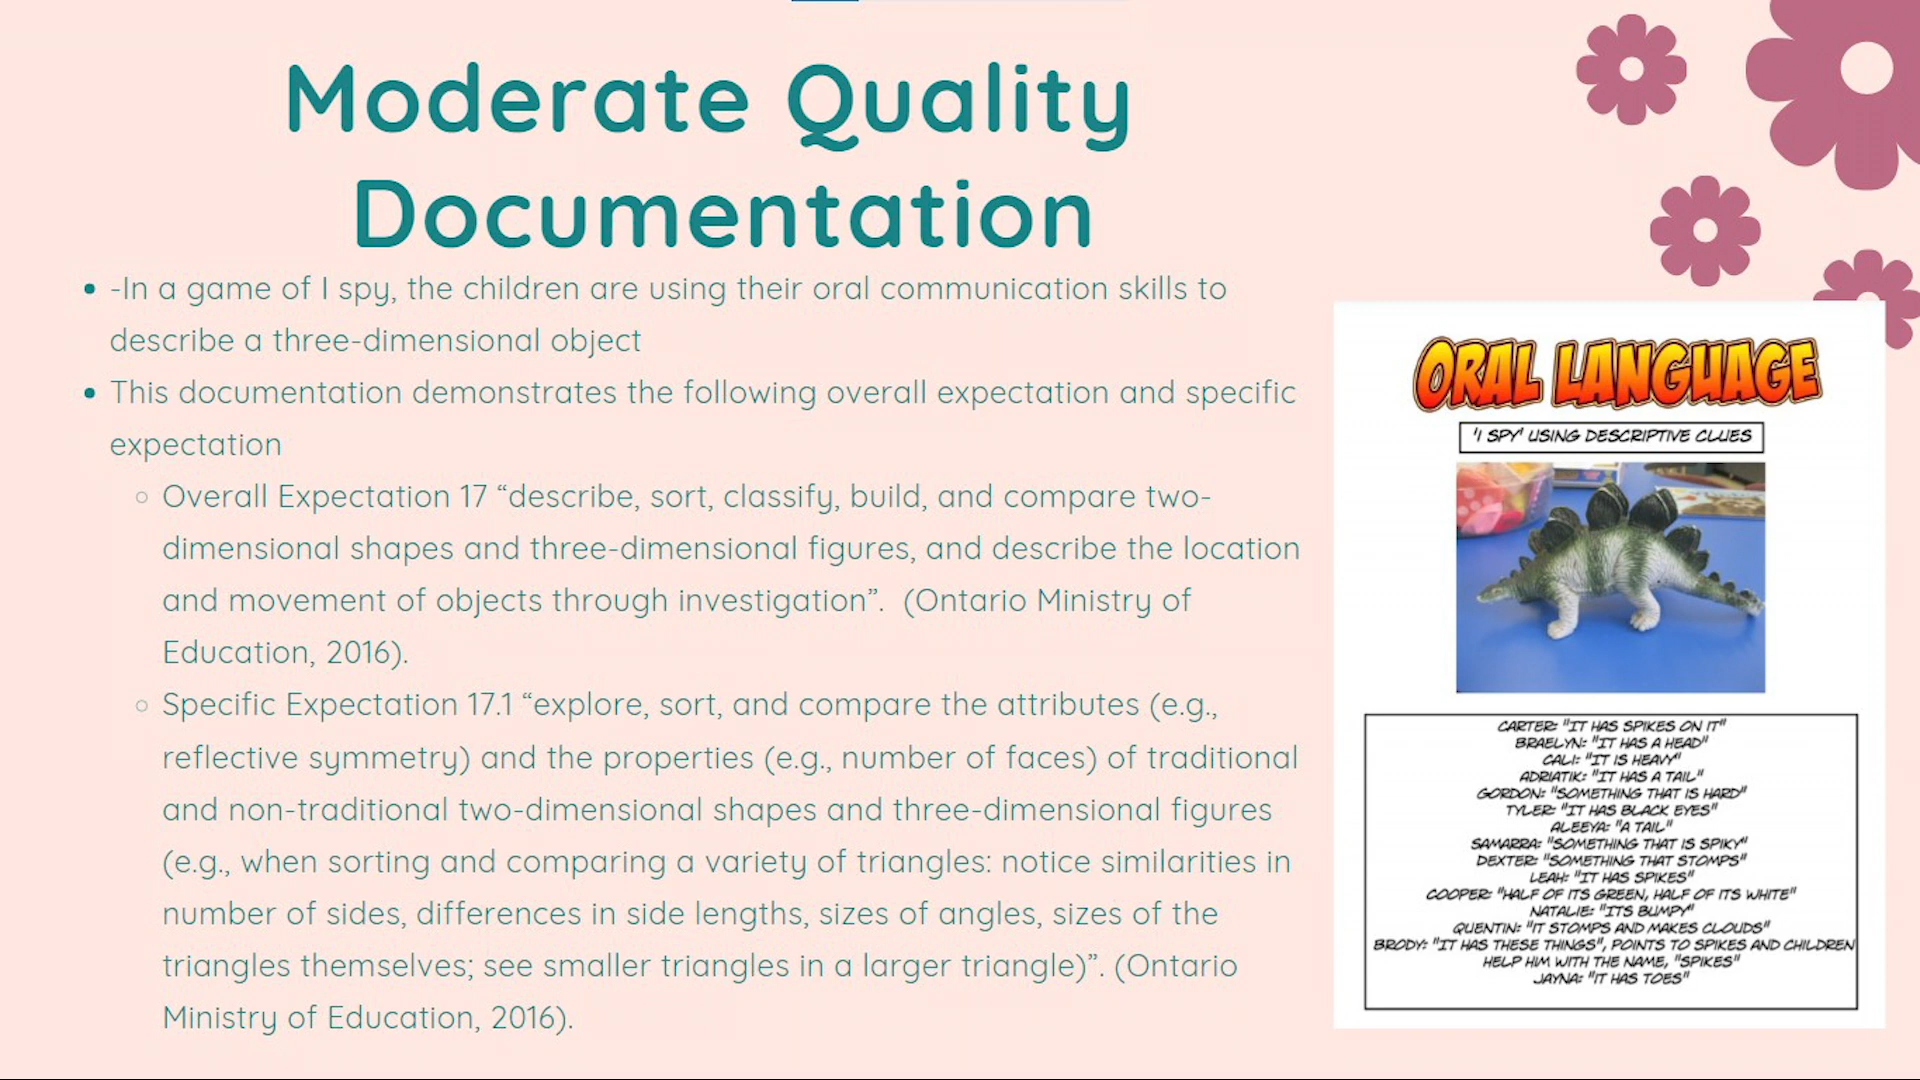 Moderate Quality
Documentation
-In a game of I spy, the children are using their oral communication skills to
describe a three-dimensional object
This documentation demonstrates the following overall expectation and specific
expectation
Overall Expectation 17 “describe, sort, classify, build, and compare two-
dimensional shapes and three-dimensional figures, and describe the location
and movement of objects through investigation”. (Ontario Ministry of
Education, 2016).
Specific Expectation 17.1 “explore, sort, and compare the attributes (e.g.,
reflective symmetry) and the properties (e.g., number of faces) of traditional
and non-traditional two-dimensional shapes and three-dimensional figures
(e.g., when sorting and comparing a variety of triangles: notice similarities in
number of sides, differences in side lengths, sizes of angles, sizes of the
triangles themselves; see smaller triangles in a larger triangle)”. (Ontario
Ministry of Education, 2016).
ORAL LANGUAGE
'I SPY' USING DESCRIPTIVE CLUES
CARTER: "IT HAS SPIKES ON IT"
BRAELYN: "IT HAS A HEAD"
CALI: "IT IS HEAVY"
ADRIATIK: "IT HAS A TAIL"
GORDON: "SOMETHING THAT IS HARD"
TYLER: "IT HAS BLACK EYES"
ALEEYA: "A TAIL"
SAMARRA: "SOMETHING THAT IS SPIKY"
DEXTER: "SOMETHING THAT STOMPS"
LEAH: "IT HAS SPIKES"
COOPER: "HALF OF ITS GREEN, HALF OF ITS WHITE"
NATALIE: "ITS BUMPY"
QUENTIN: "IT STOMPS AND MAKES CLOUDS"
BRODY: "IT HAS THESE THINGS", POINTS TO SPIKES AND CHILDREN
HELP HIM WITH THE NAME, "SPIKES"
JAYNA: "IT HAS TOES"